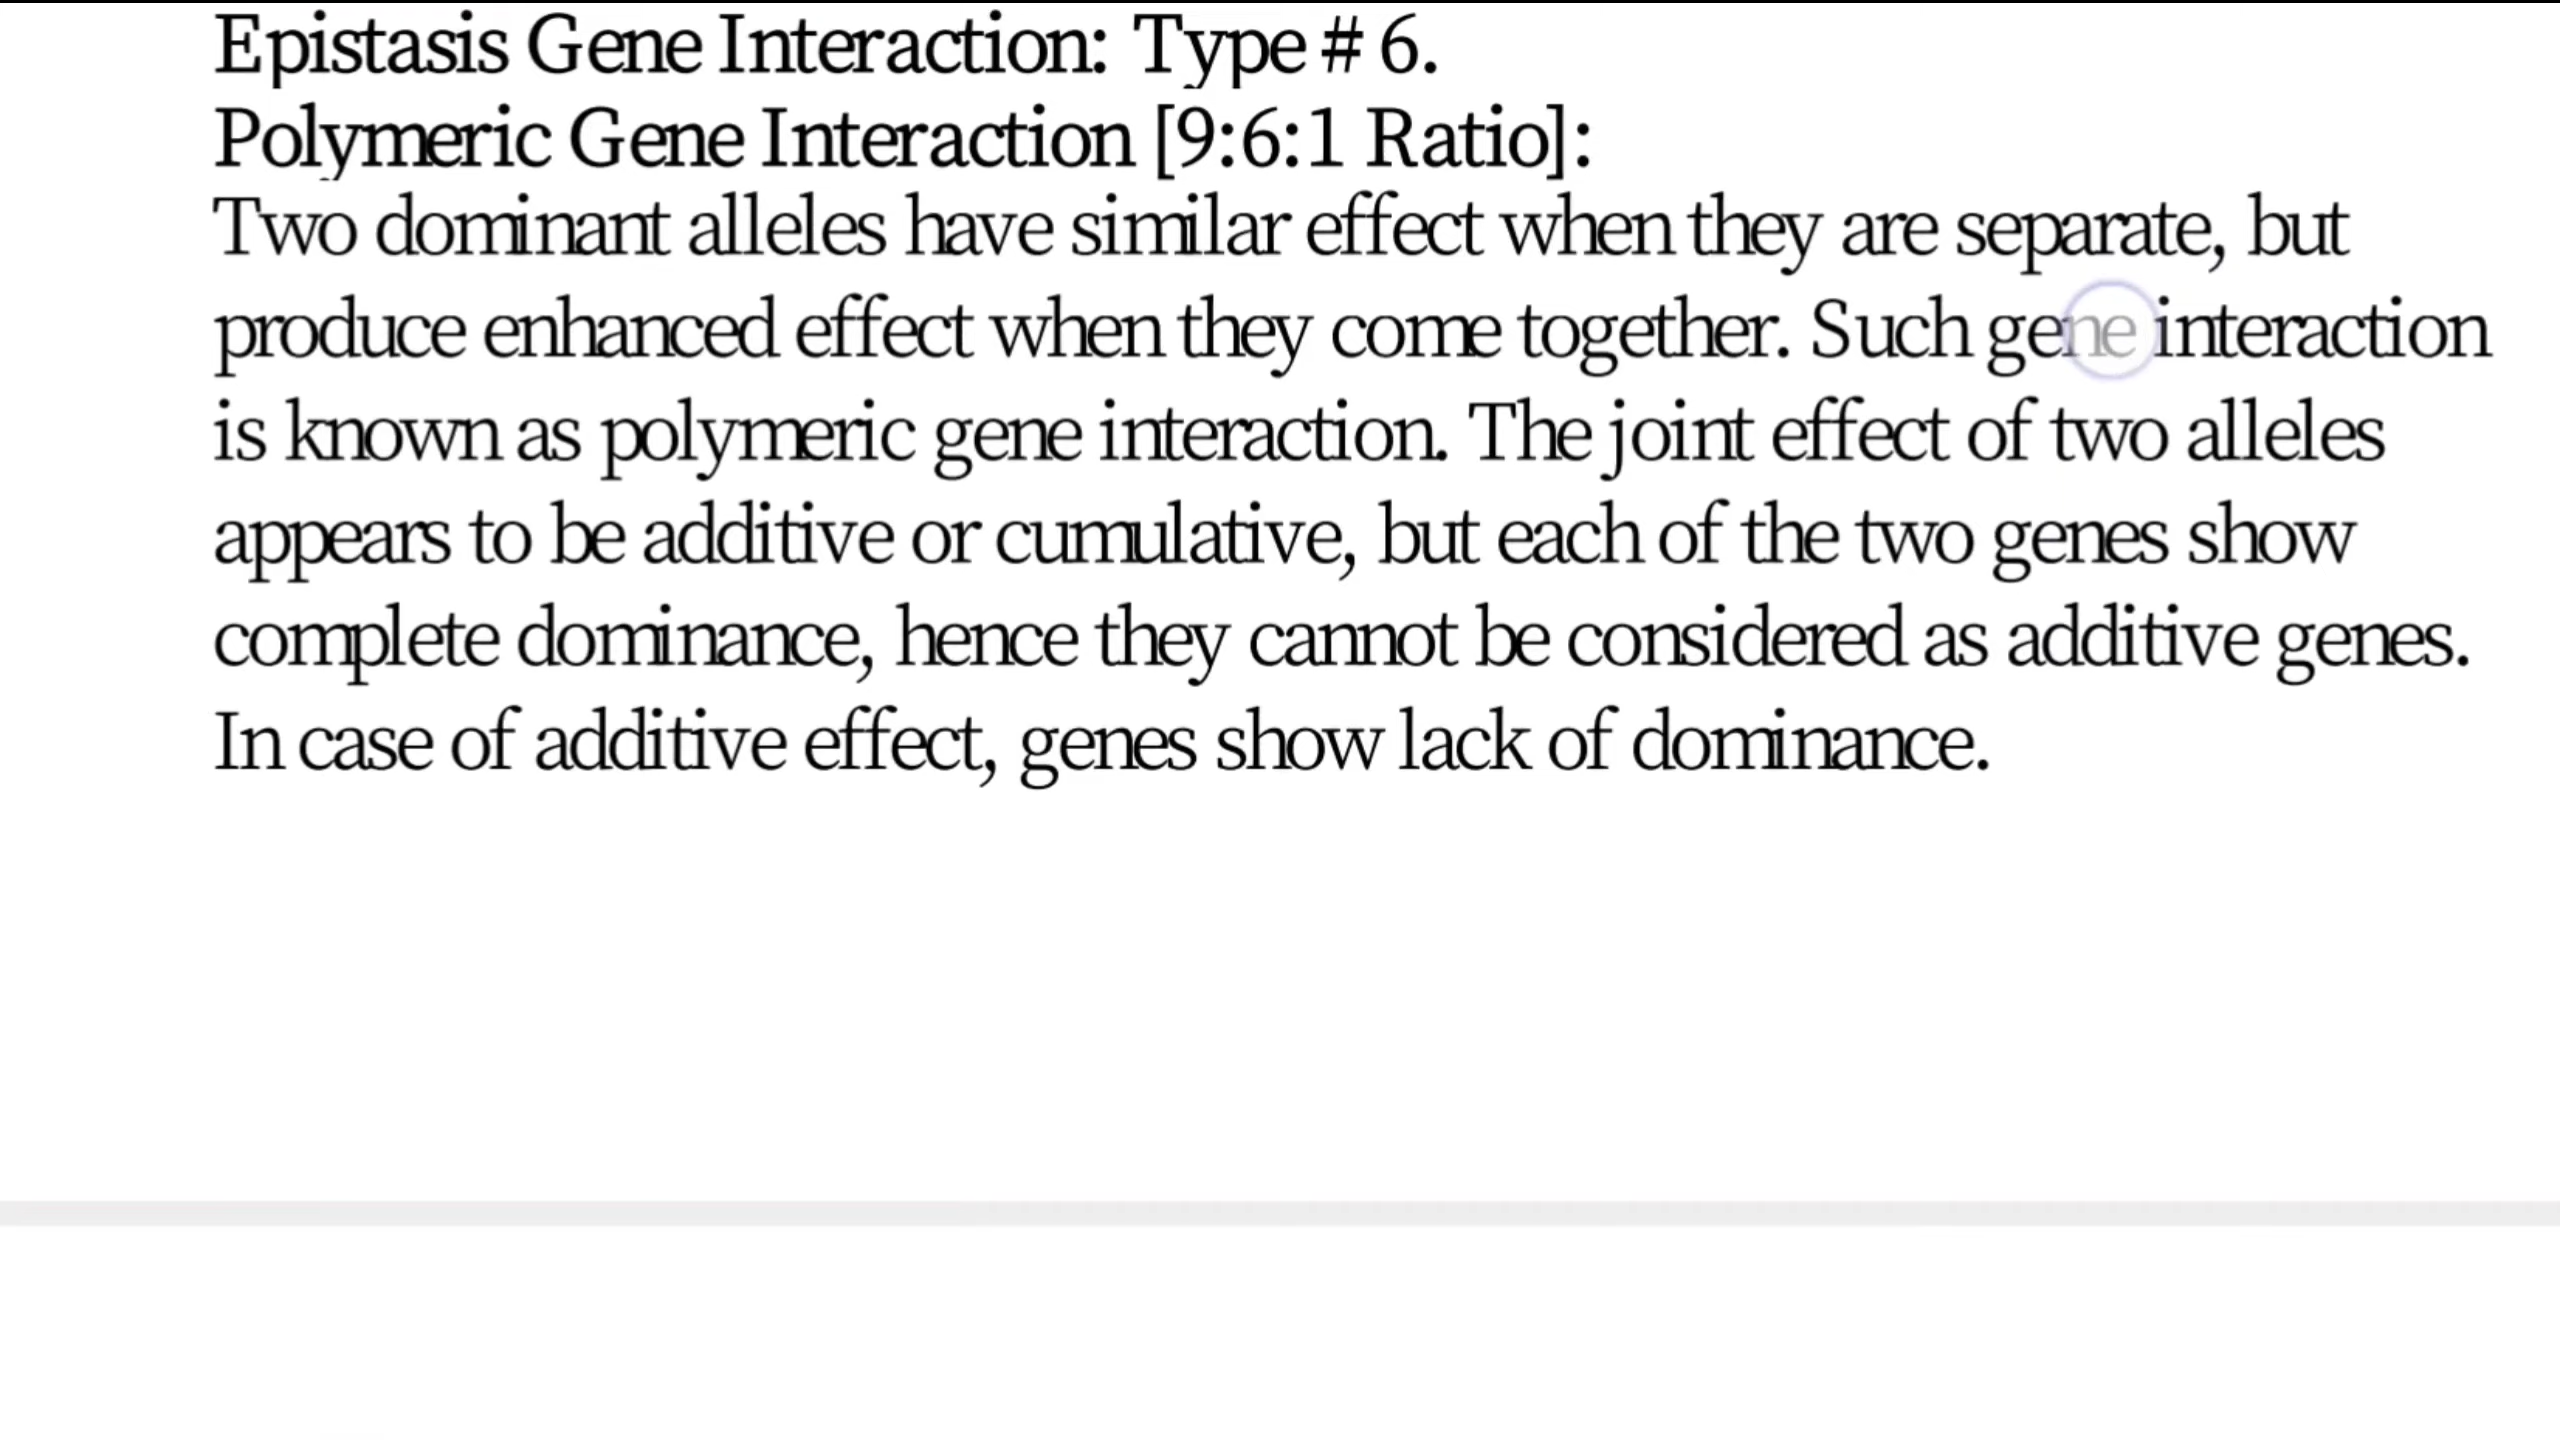 Epistasis Gene Interaction: Type # 6.
Polymeric Gene Interaction [9:6:1 Ratio]:
Two dominant alleles have similar effect when they are separate, but
produce enhanced effect when they come together. Such gene interaction
is known as polymeric gene interaction. The joint effect of two alleles
appears to be additive or cumulative, but each of the two genes show
complete dominance, hence they cannot be considered as additive genes.
In case of additive effect, genes show lack of dominance.